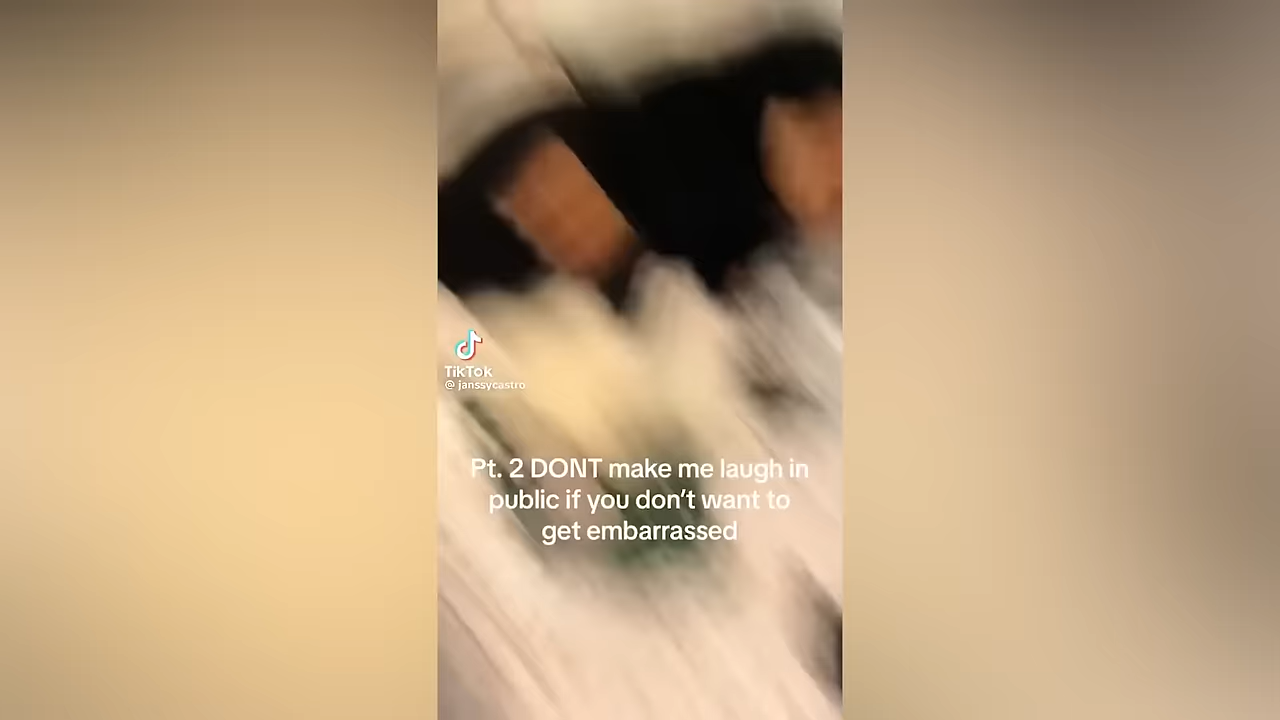 TikTok
@ janssycastro
Pt. 2 DONT make me laugh in
public if you don’t want to
get embarrassed